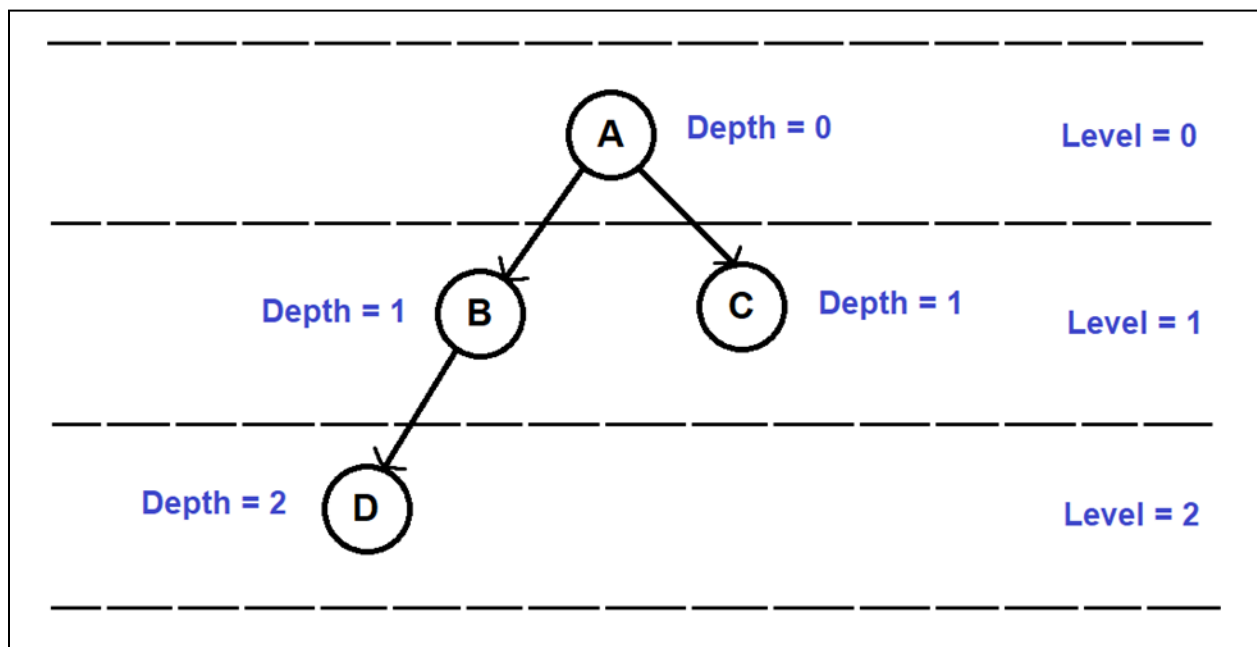 A
Depth = 0
Level = 0
Depth = 1
B
C
Depth = 1
Level = 1
Depth = 2
D
Level = 2